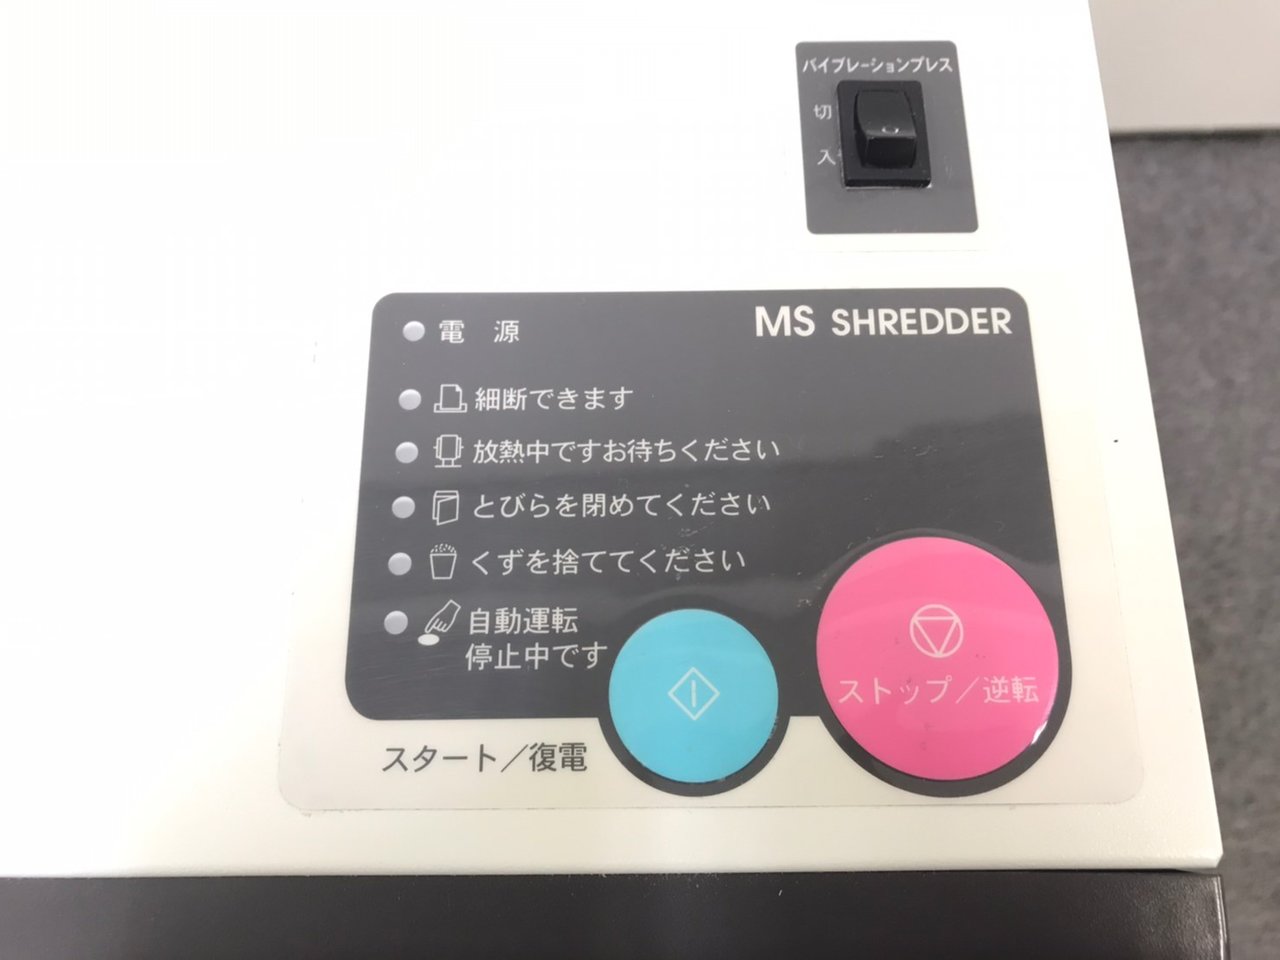 バイブレーションプレス
切
入
MS SHREDDER
電 源
細断できます
放熱中ですお待ちください
とびらを閉めてください
くずを捨ててください
自動運転
停止中です
スタート／復電
ストップ／逆転